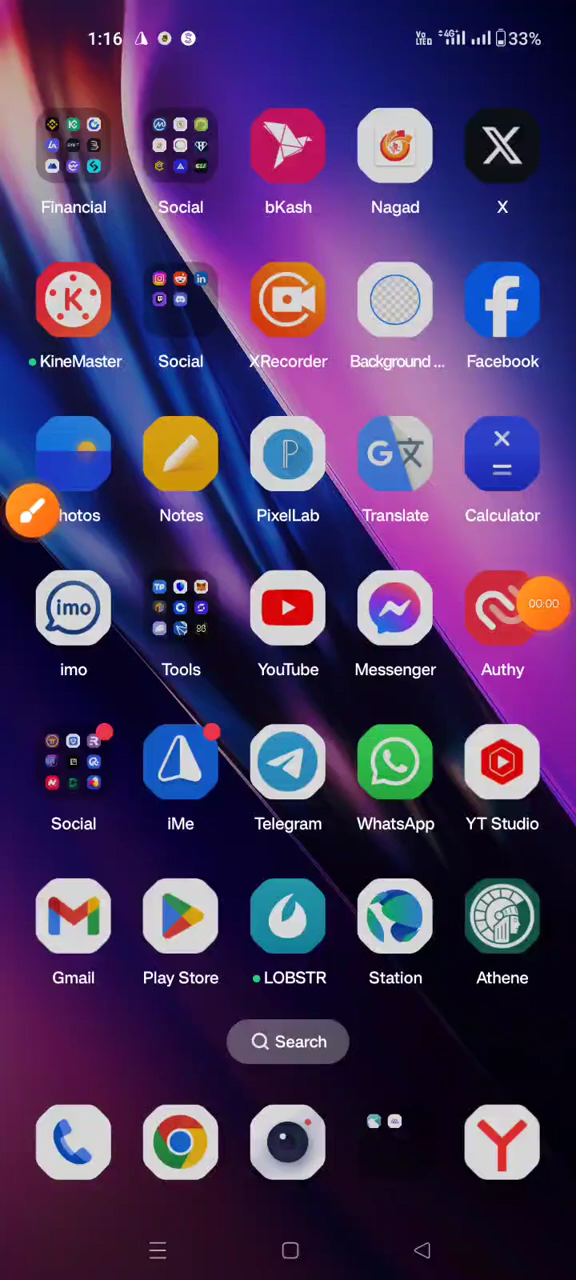 1:16 33%
Financial Social bKash Nagad X
KineMaster Social XRecorder Background ... Facebook
hotos Notes PixelLab Translate Calculator
imo
00:00
imo Tools YouTube Messenger Authy
Social iMe Telegram WhatsApp YT Studio
Gmail Play Store LOBSTR Station Athene
Search